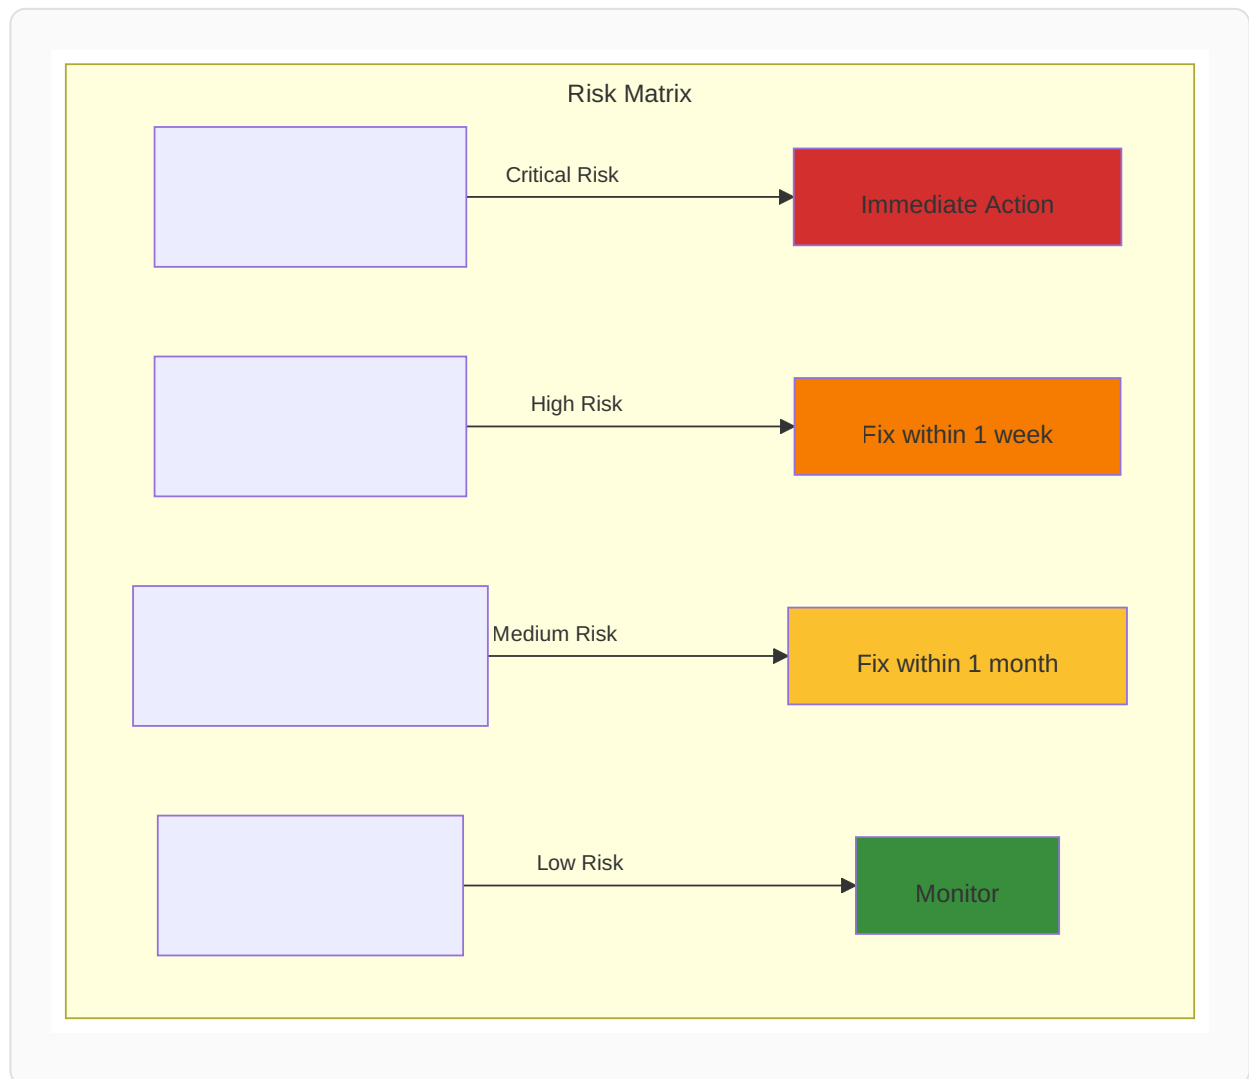 Risk Matrix
Critical Risk
Immediate Action
High Risk
Fix within 1 week
Medium Risk
Fix within 1 month
Low Risk
Monitor